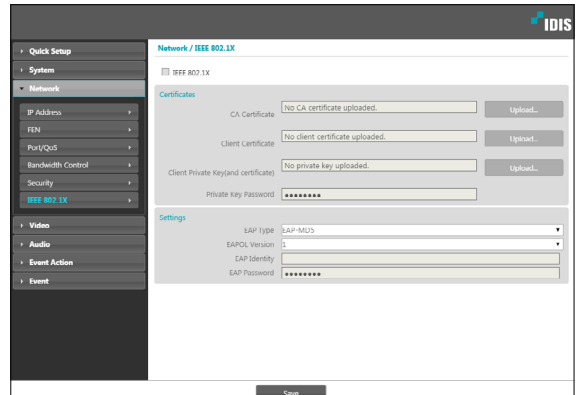 IDIS
Quick Setup
System
Network
IP Address
FEN
Port/QoS
Bandwidth Control
Security
IEEE 802.1X
Video
Audio
Event Action
Event
Network / IEEE 802.1X
IEEE 802.1X
Certificates
CA Certificate No CA certificate uploaded. Upload...
Client Certificate No client certificate uploaded. Upload...
Client Private Key(and certificate) No private key uploaded. Upload...
Private Key Password ●●●●●●●●
Settings
EAP Type EAP-MD5
EAPOL Version 1
EAP Identity
EAP Password ●●●●●●●●
Save